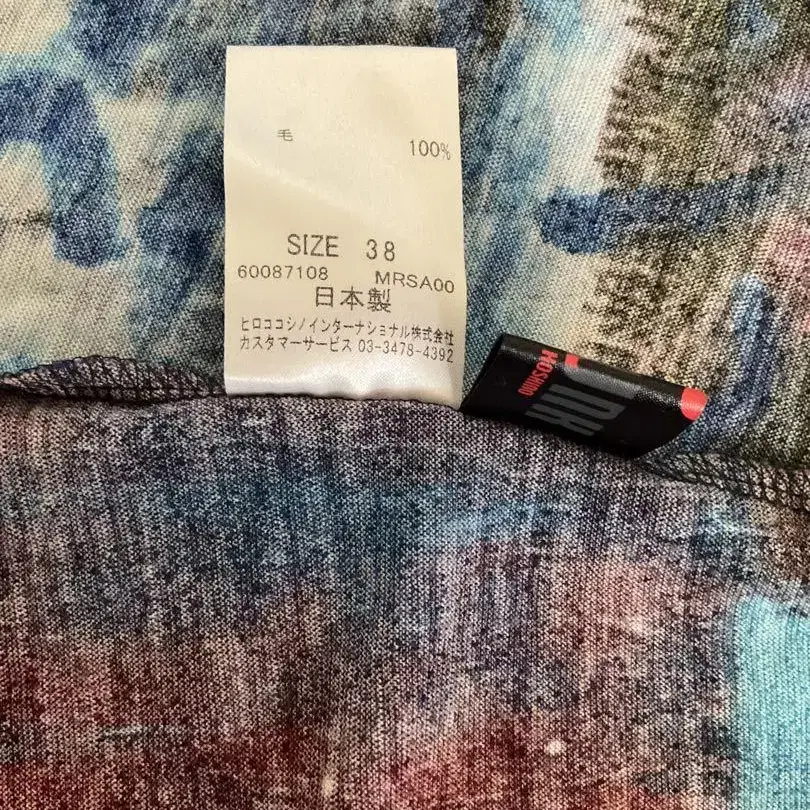 毛 100%
SIZE 38
60087108 MRSA00
日本製
ヒロココシノインターナショナル株式会社
カスタマーサービス 03-3478-4392
HOSHINO